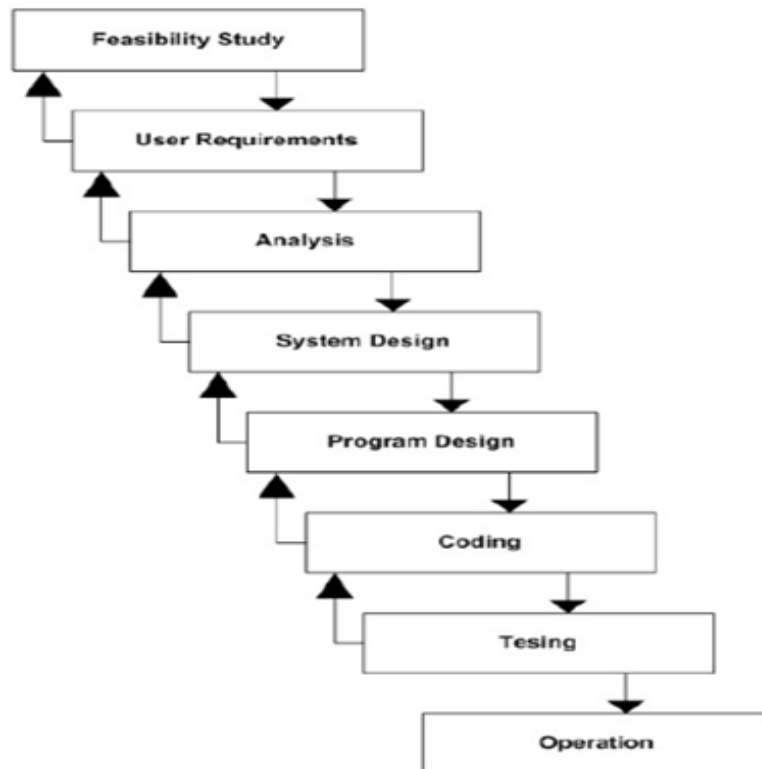 Feasibility Study
User Requirements
Analysis
System Design
Program Design
Coding
Tesing
Operation